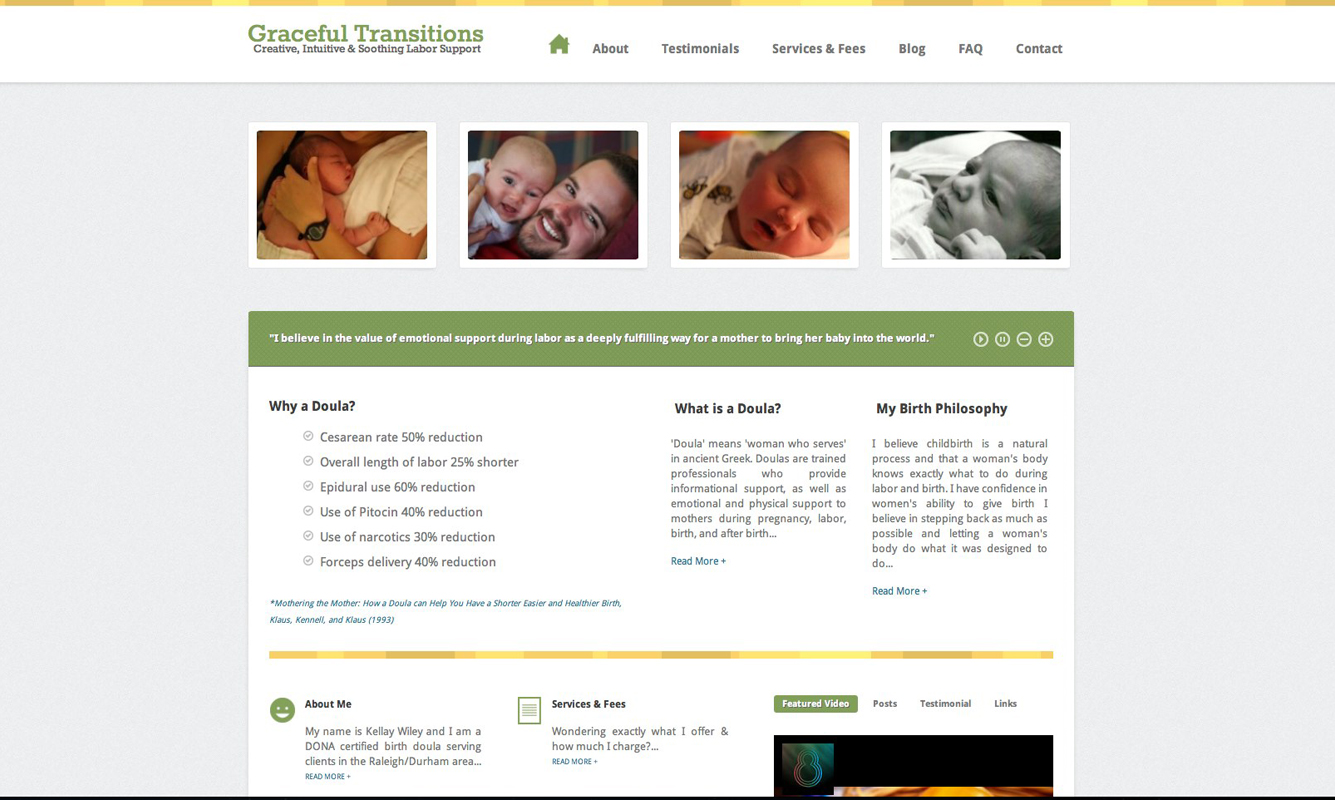 Graceful Transitions
Creative, Intuitive & Soothing Labor Support
About Testimonials Services & Fees Blog FAQ Contact
"I believe in the value of emotional support during labor as a deeply fulfilling way for a mother to bring her baby into the world."
Why a Doula?
Cesarean rate 50% reduction
Overall length of labor 25% shorter
Epidural use 60% reduction
Use of Pitocin 40% reduction
Use of narcotics 30% reduction
Forceps delivery 40% reduction
*Mothering the Mother: How a Doula can Help You Have a Shorter Easier and Healthier Birth,
Klaus, Kennell, and Klaus (1993)
What is a Doula?
'Doula' means 'woman who serves'
in ancient Greek. Doulas are trained
professionals who provide
informational support, as well as
emotional and physical support to
mothers during pregnancy, labor,
birth, and after birth...
Read More +
My Birth Philosophy
I believe childbirth is a natural
process and that a woman's body
knows exactly what to do during
labor and birth. I have confidence in
women's ability to give birth I
believe in stepping back as much as
possible and letting a woman's
body do what it was designed to
do...
Read More +
About Me
My name is Kellay Wiley and I am a
DONA certified birth doula serving
clients in the Raleigh/Durham area...
READ MORE +
Services & Fees
Wondering exactly what I offer &
how much I charge?...
READ MORE +
Featured Video Posts Testimonial Links
8